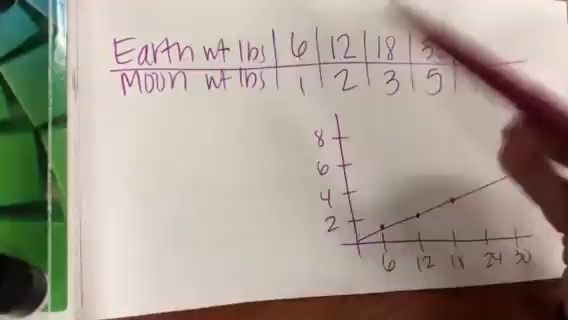 Earth wt lbs | 6 | 12 | 18 |
Moon wt lbs | 1 | 2 | 3 | 5
8
6
4
2
6 12 18 24 30